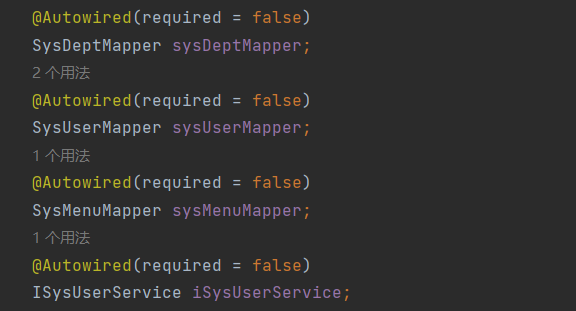 @Autowired(required = false)
SysDeptMapper sysDeptMapper;
2 个用法
@Autowired(required = false)
SysUserMapper sysUserMapper;
1 个用法
@Autowired(required = false)
SysMenuMapper sysMenuMapper;
1 个用法
@Autowired(required = false)
ISysUserService iSysUserService;